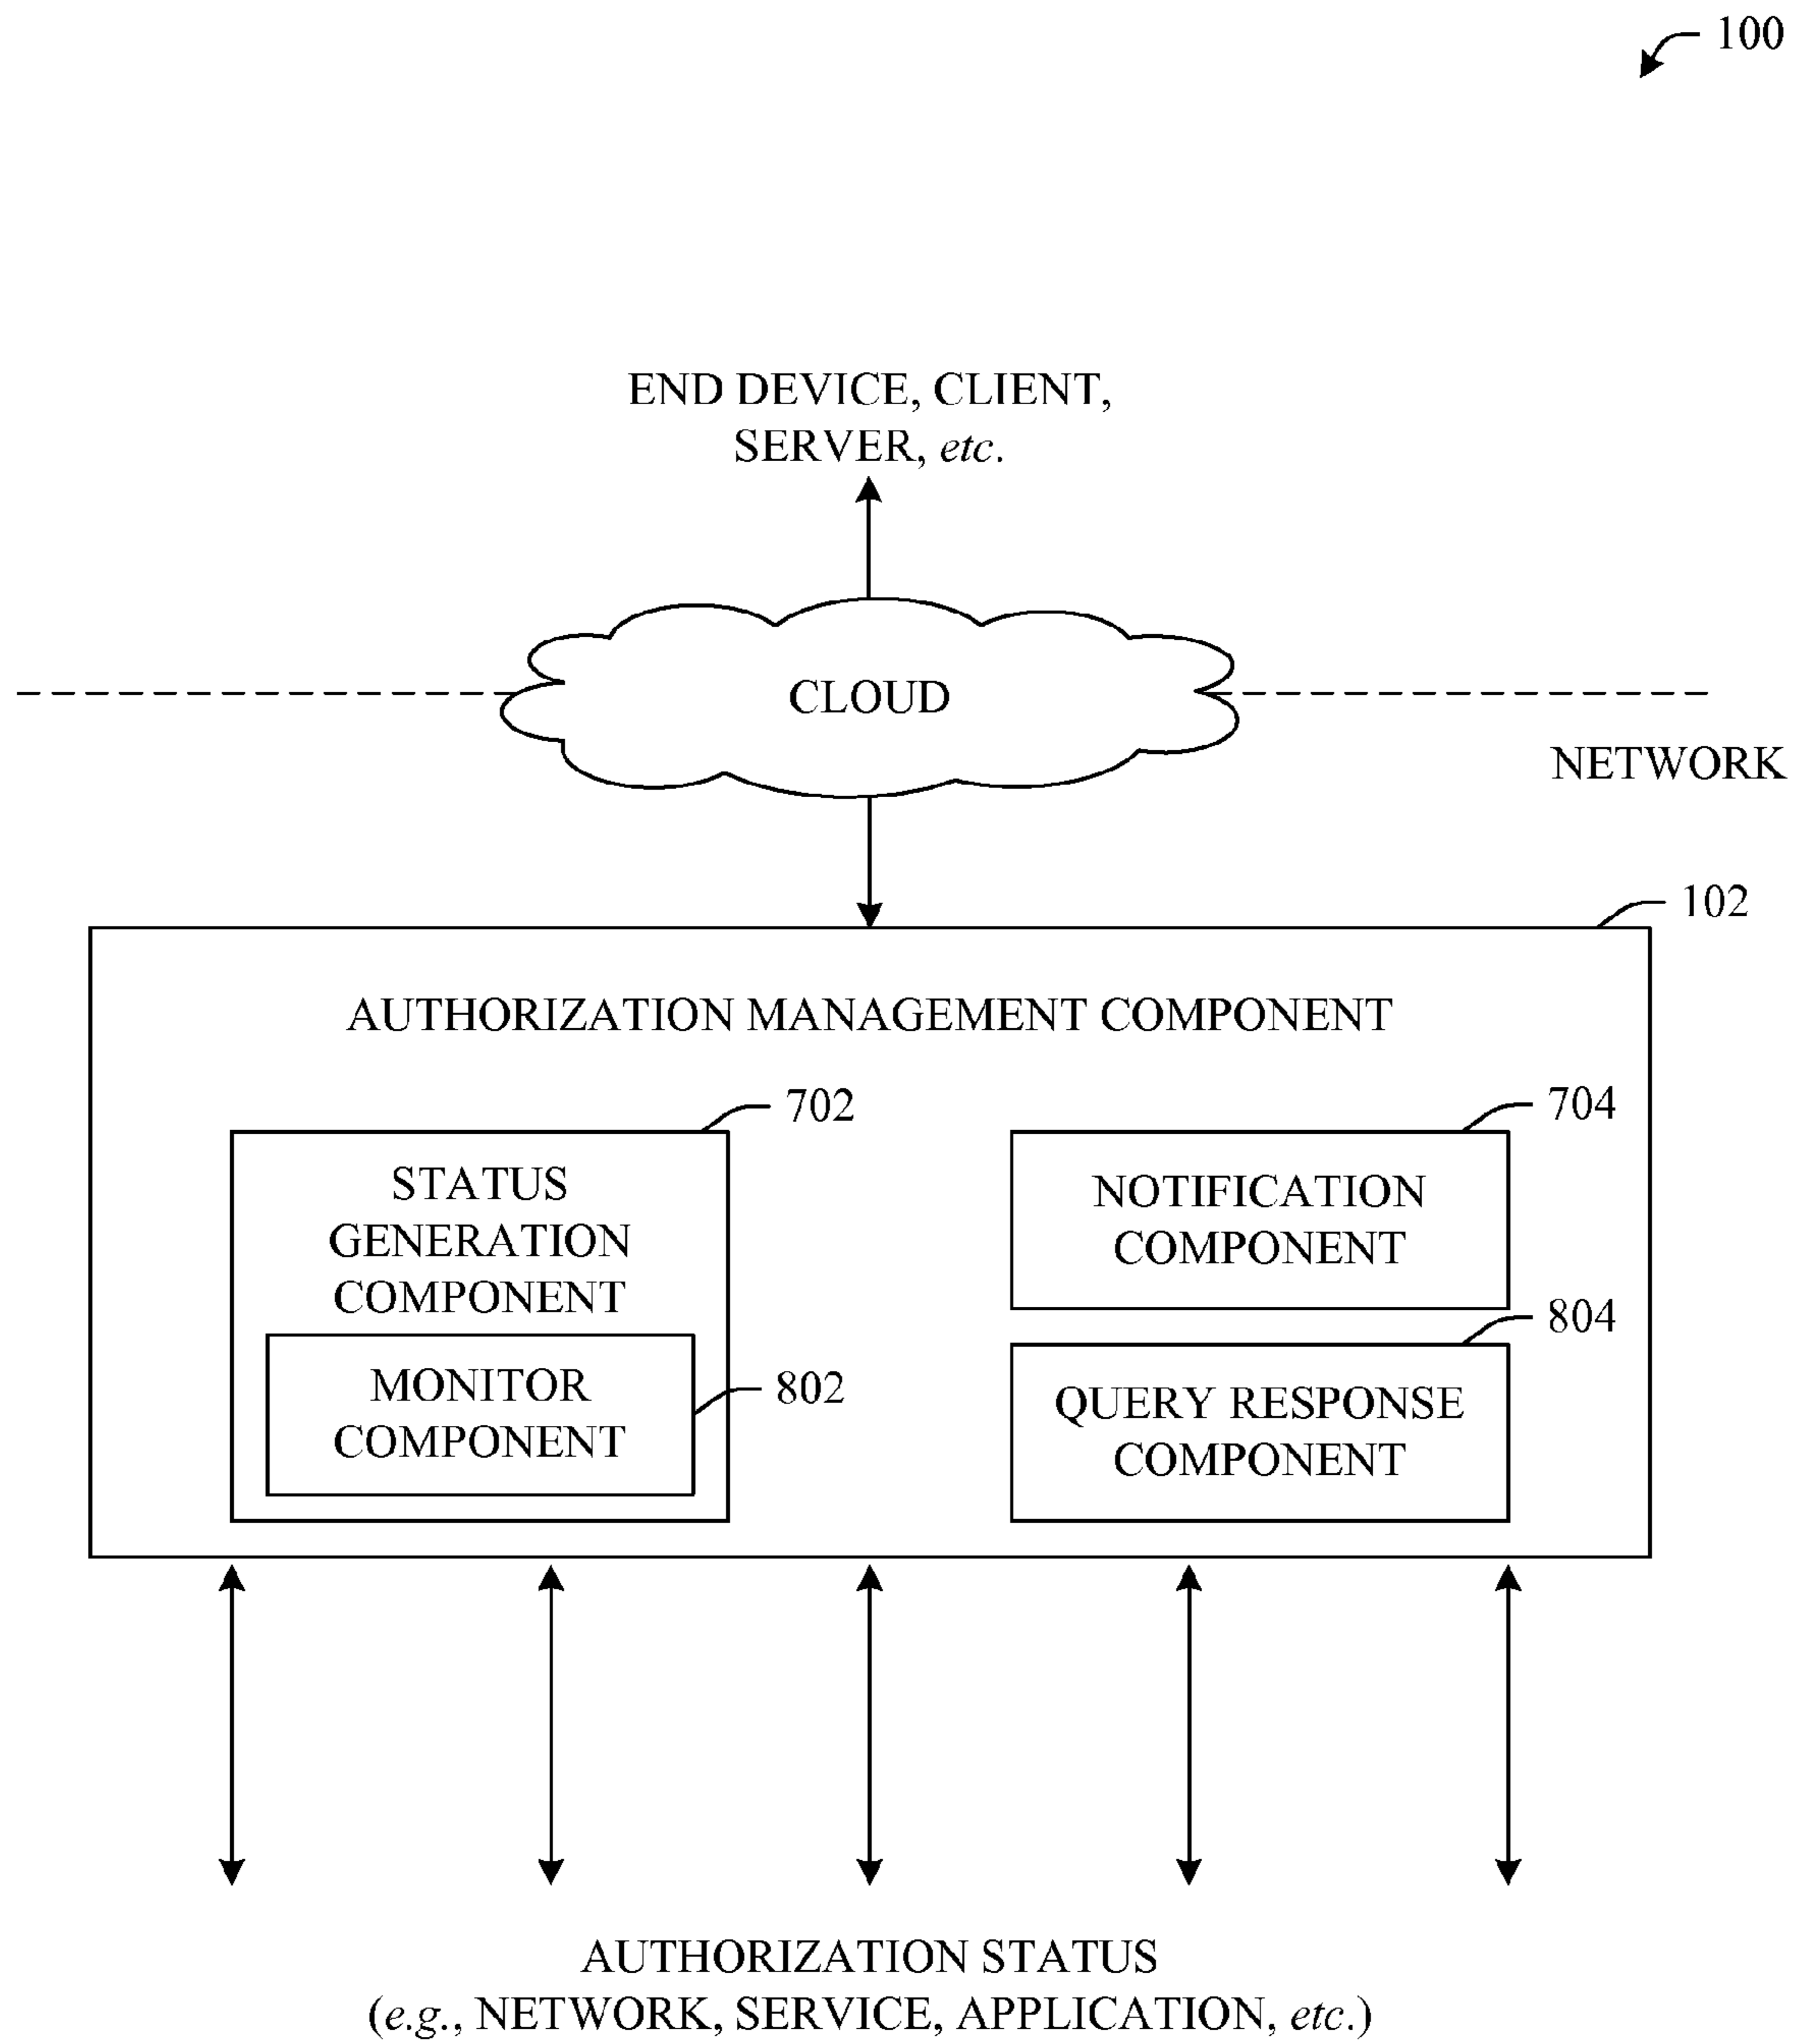 100
END DEVICE, CLIENT,
SERVER, etc.
CLOUD
NETWORK
102
AUTHORIZATION MANAGEMENT COMPONENT
702
STATUS
GENERATION
COMPONENT
MONITOR
COMPONENT
802
704
NOTIFICATION
COMPONENT
804
QUERY RESPONSE
COMPONENT
AUTHORIZATION STATUS
(e.g., NETWORK, SERVICE, APPLICATION, etc.)